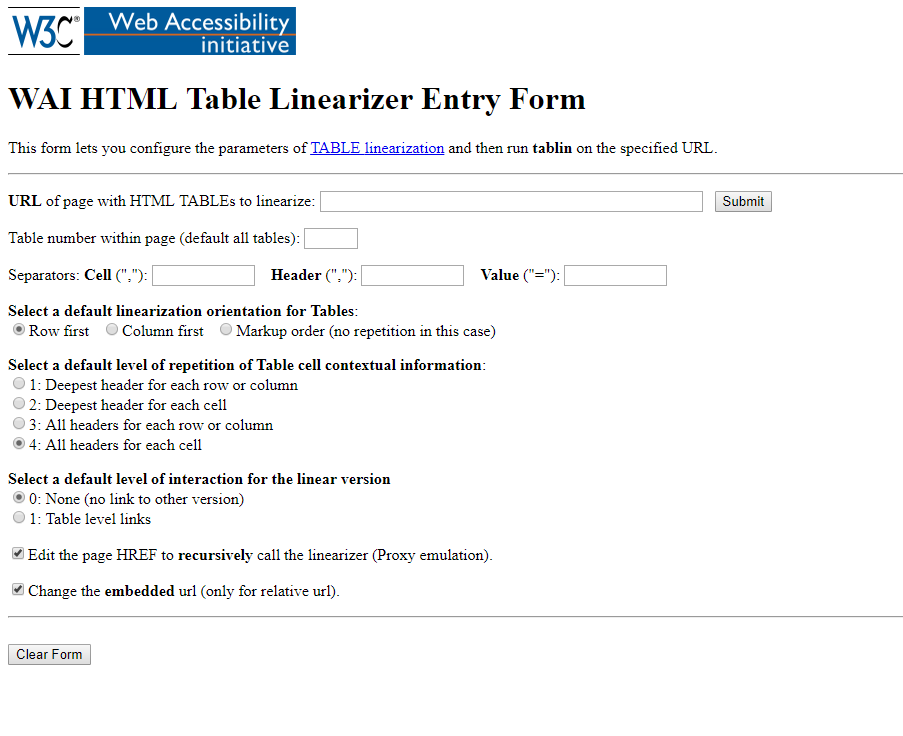 W3C® Web Accessibility
initiative
WAI HTML Table Linearizer Entry Form
This form lets you configure the parameters of TABLE linearization and then run tablin on the specified URL.
URL of page with HTML TABLEs to linearize: Submit
Table number within page (default all tables):
Separators: Cell (","): Header (","): Value ("="):
Select a default linearization orientation for Tables:
Row first Column first Markup order (no repetition in this case)
Select a default level of repetition of Table cell contextual information:
1: Deepest header for each row or column
2: Deepest header for each cell
3: All headers for each row or column
4: All headers for each cell
Select a default level of interaction for the linear version
0: None (no link to other version)
1: Table level links
Edit the page HREF to recursively call the linearizer (Proxy emulation).
Change the embedded url (only for relative url).
Clear Form